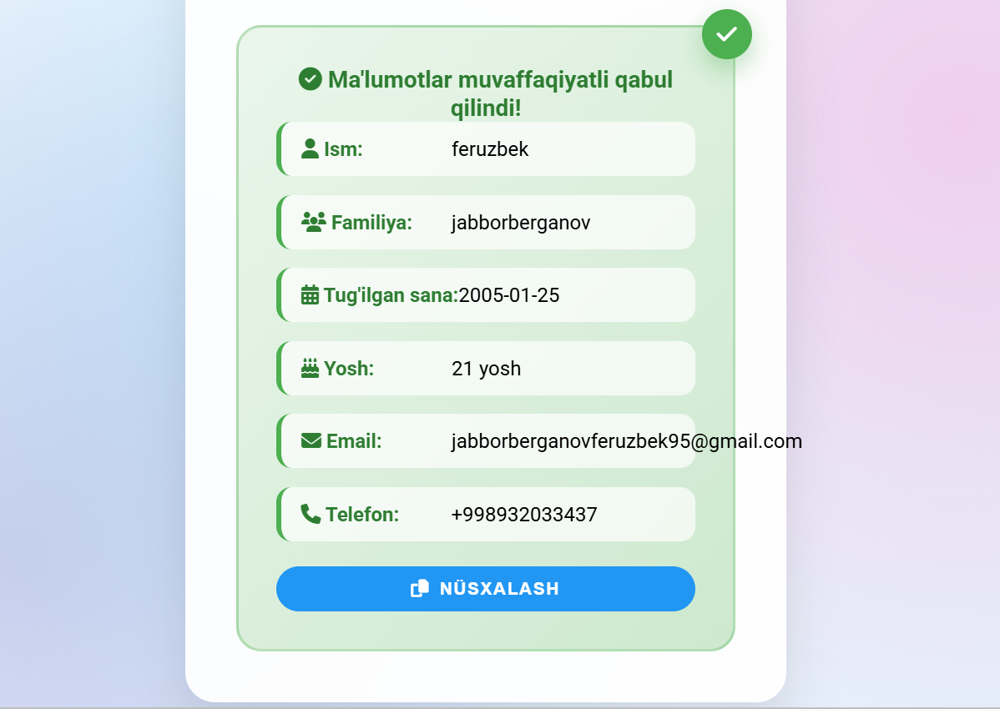 Ma'lumotlar muvaffaqiyatli qabul
qilindi!
Ism: feruzbek
Familiya: jabborberganov
Tug'ilgan sana:2005-01-25
Yosh: 21 yosh
Email: jabborberganovferuzbek95@gmail.com
Telefon: +998932033437
NÜSXALASH